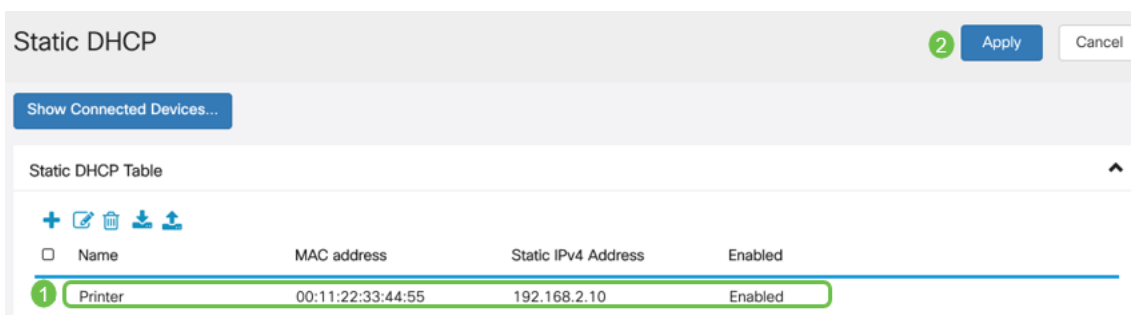 Static DHCP
2 Apply Cancel
Show Connected Devices...
Static DHCP Table
Name MAC address Static IPv4 Address Enabled
1 Printer 00:11:22:33:44:55 192.168.2.10 Enabled